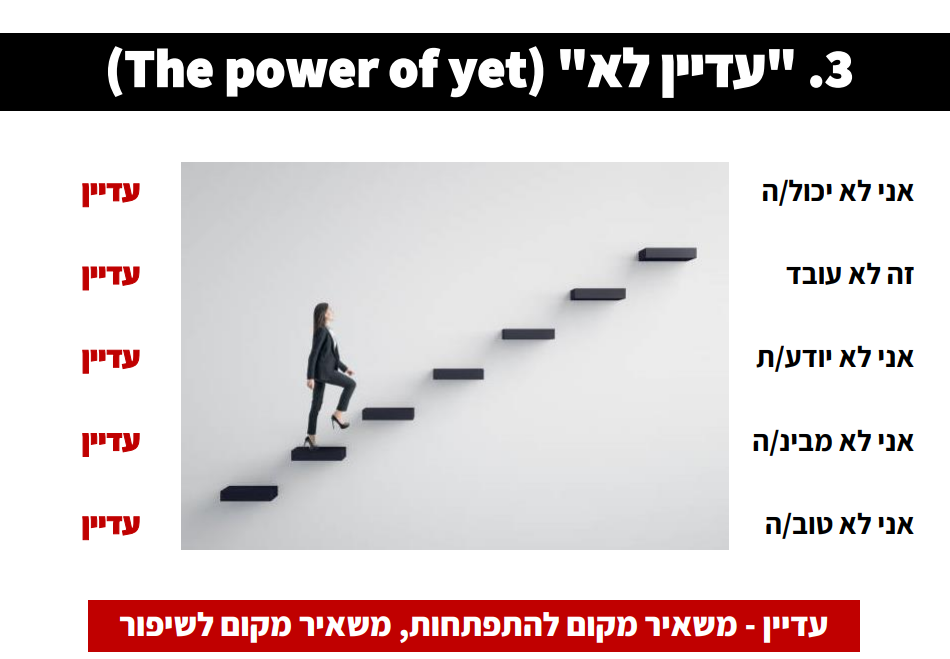 3. "עדיין לא" (The power of yet)
אני לא יכול/ה עדיין
זה לא עובד עדיין
אני לא יודע/ת עדיין
אני לא מבינ/ה עדיין
אני לא טוב/ה עדיין
עדיין - משאיר מקום להתפתחות, משאיר מקום לשיפור